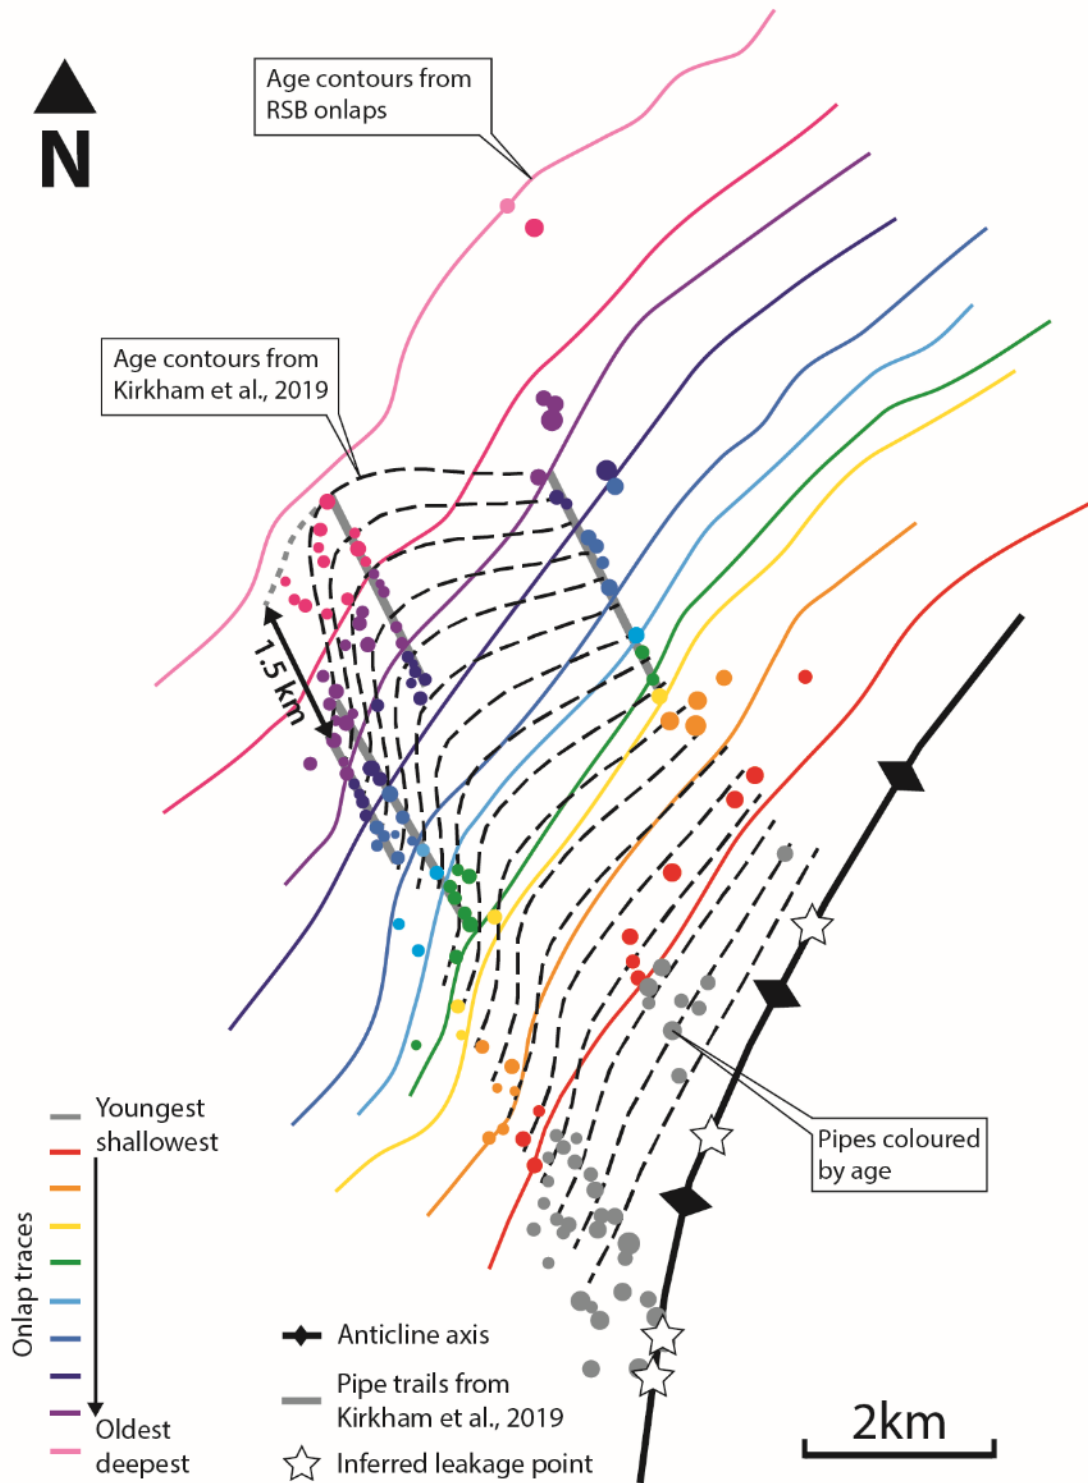 N
Age contours from
RSB onlaps
Age contours from
Kirkham et al., 2019
1.5 km
Pipes coloured
by age
Onlap traces
Youngest
shallowest
Oldest
deepest
Anticline axis
Pipe trails from
Kirkham et al., 2019
Inferred leakage point
2km